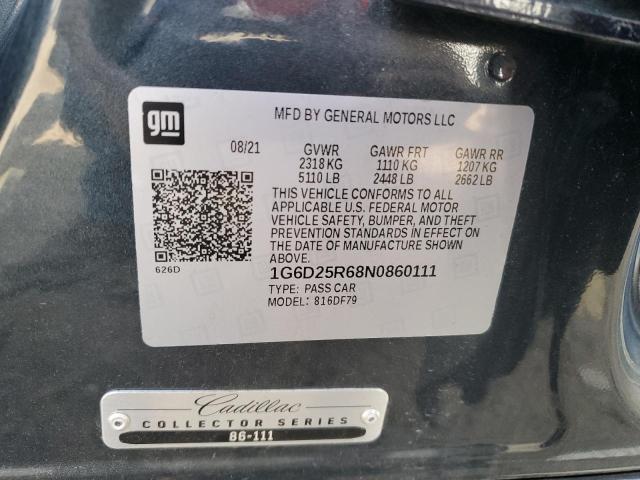 gm
MFD BY GENERAL MOTORS LLC
08/21 GVWR GAWR FRT GAWR RR
2318 KG 1110 KG 1207 KG
5110 LB 2448 LB 2662 LB
THIS VEHICLE CONFORMS TO ALL
APPLICABLE U.S. FEDERAL MOTOR
VEHICLE SAFETY, BUMPER, AND THEFT
PREVENTION STANDARDS IN EFFECT ON
THE DATE OF MANUFACTURE SHOWN
ABOVE.
626D
1G6D25R68N0860111
TYPE: PASS CAR
MODEL: 816DF79
Cadillac
COLLECTOR SERIES
86-111